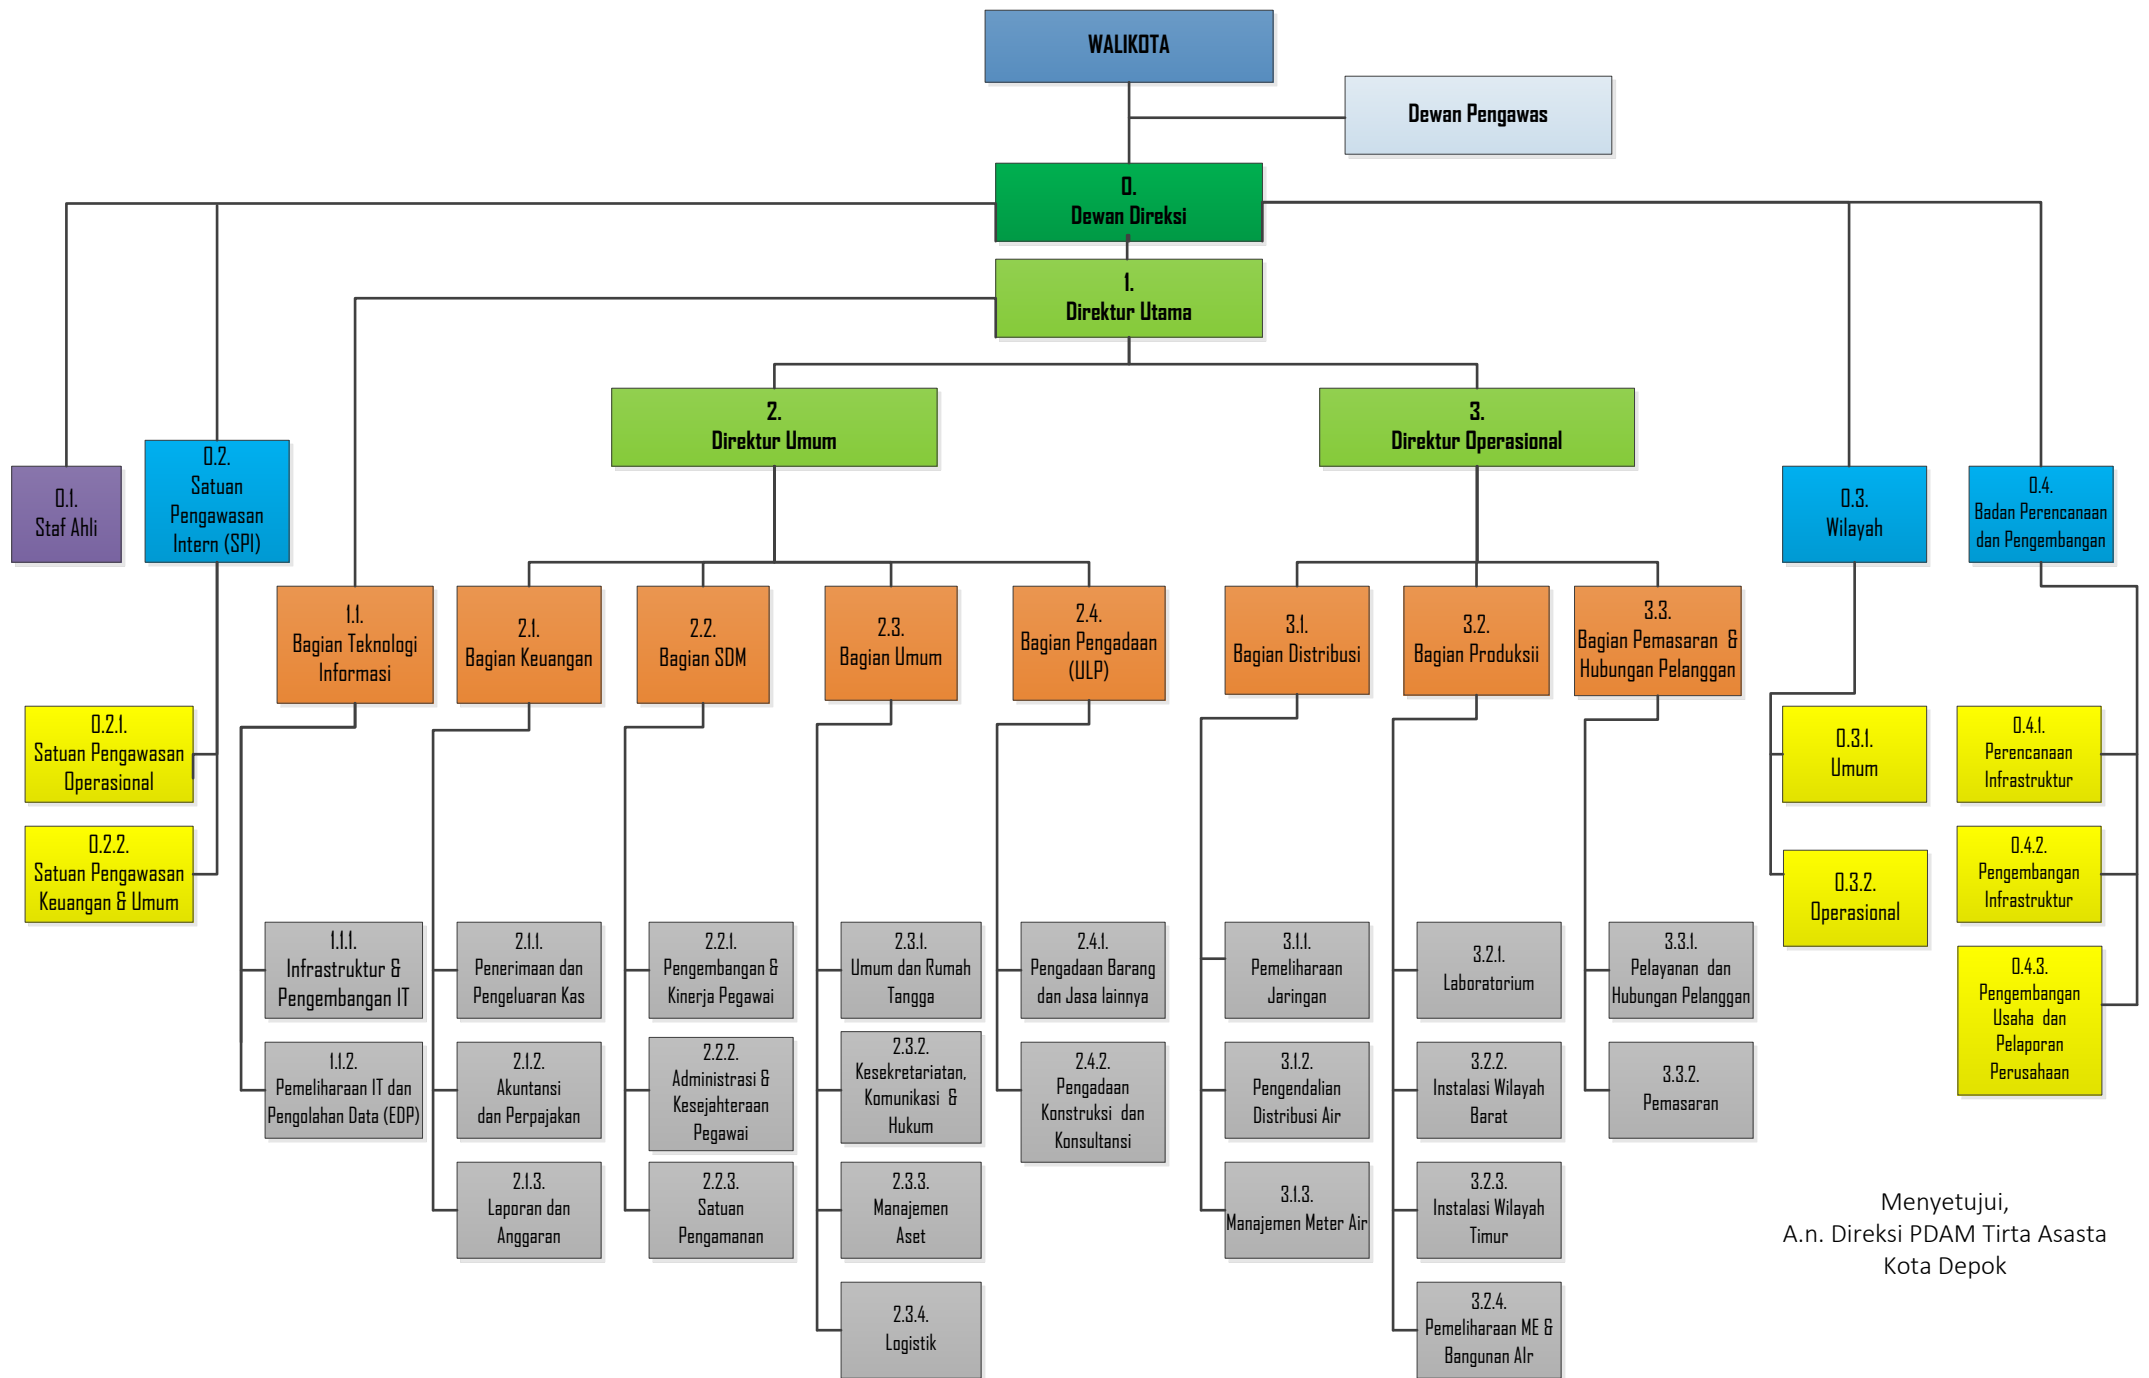 WALIKOTA
Dewan Pengawas
0.
Dewan Direksi
1.
Direktur Utama
2.
Direktur Umum
3.
Direktur Operasional
0.1.
Staf Ahli
0.2.
Satuan
Pengawasan
Intern (SPI)
0.3.
Wilayah
0.4.
Badan Perencanaan
dan Pengembangan
1.1.
Bagian Teknologi
Informasi
2.1.
Bagian Keuangan
2.2.
Bagian SDM
2.3.
Bagian Umum
2.4.
Bagian Pengadaan
(ULP)
3.1.
Bagian Distribusi
3.2.
Bagian Produksii
3.3.
Bagian Pemasaran &
Hubungan Pelanggan
0.2.1.
Satuan Pengawasan
Operasional
0.2.2.
Satuan Pengawasan
Keuangan & Umum
0.3.1.
Umum
0.3.2.
Operasional
0.4.1.
Perencanaan
Infrastruktur
0.4.2.
Pengembangan
Infrastruktur
0.4.3.
Pengembangan
Usaha dan
Pelaporan
Perusahaan
1.1.1.
Infrastruktur &
Pengembangan IT
1.1.2.
Pemeliharaan IT dan
Pengolahan Data (EDP)
2.1.1.
Penerimaan dan
Pengeluaran Kas
2.1.2.
Akuntansi
dan Perpajakan
2.1.3.
Laporan dan
Anggaran
2.2.1.
Pengembangan &
Kinerja Pegawai
2.2.2.
Administrasi &
Kesejahteraan
Pegawai
2.2.3.
Satuan
Pengamanan
2.3.1.
Umum dan Rumah
Tangga
2.3.2.
Kesekretariatan,
Komunikasi &
Hukum
2.3.3.
Manajemen
Aset
2.3.4.
Logistik
2.4.1.
Pengadaan Barang
dan Jasa lainnya
2.4.2.
Pengadaan
Konstruksi dan
Konsultansi
3.1.1.
Pemeliharaan
Jaringan
3.1.2.
Pengendalian
Distribusi Air
3.1.3.
Manajemen Meter Air
3.2.1.
Laboratorium
3.2.2.
Instalasi Wilayah
Barat
3.2.3.
Instalasi Wilayah
Timur
3.2.4.
Pemeliharaan ME &
Bangunan AIr
3.3.1.
Pelayanan dan
Hubungan Pelanggan
3.3.2.
Pemasaran
Menyetujui,
A.n. Direksi PDAM Tirta Asasta
Kota Depok